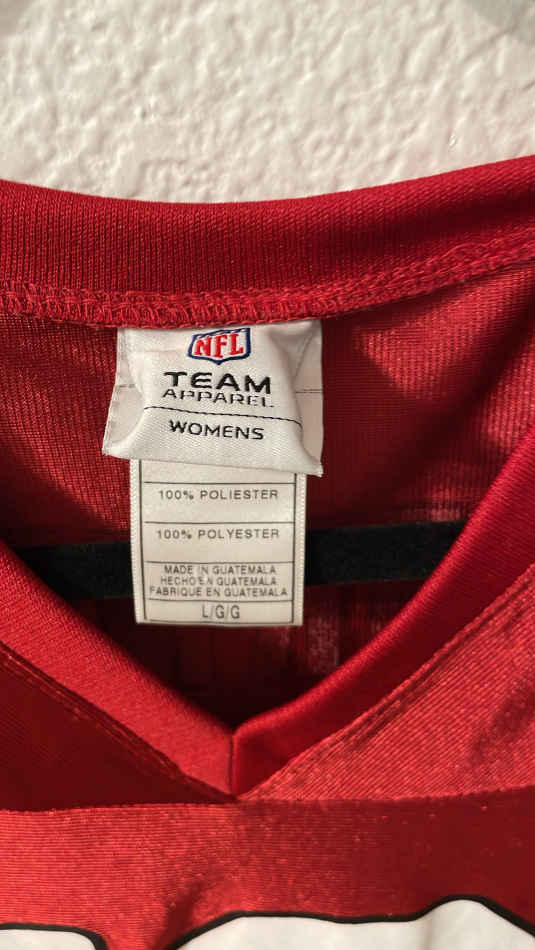 NFL
TEAM
APPAREL
WOMENS
100% POLIESTER
100% POLYESTER
MADE IN GUATEMALA
HECHO EN GUATEMALA
FABRIQUE EN GUATEMALA
L/G/G